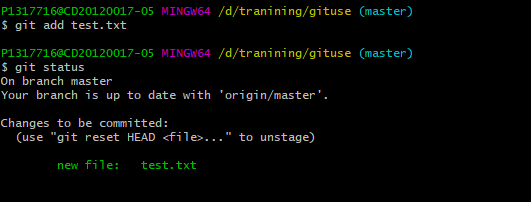 P1317716@CD20120017-05 MINGW64 /d/tranining/gituse (master)
$ git add test.txt
P1317716@CD20120017-05 MINGW64 /d/tranining/gituse (master)
$ git status
On branch master
Your branch is up to date with 'origin/master'.
Changes to be committed:
(use "git reset HEAD <file>..." to unstage)
new file:   test.txt